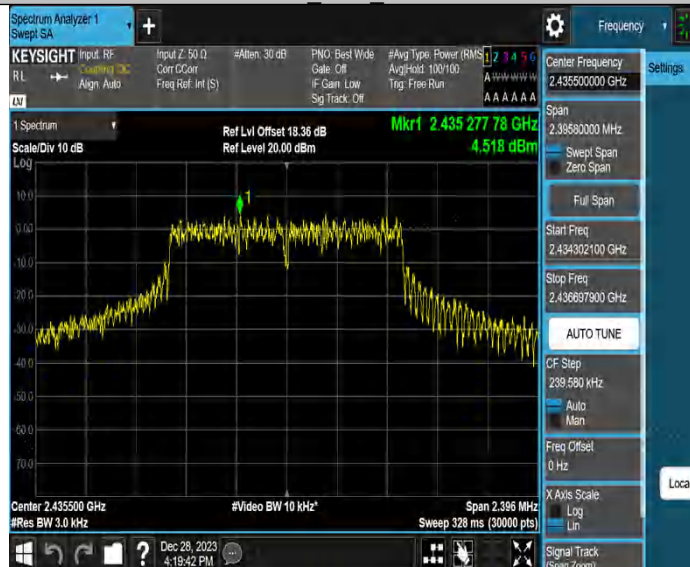 Spectrum Analyzer 1
Swept SA
+
Frequency
KEYSIGHT
RL
Input: RF
Coupling: DC
Align: Auto
Input Z: 50 Ω
Corr CCorr
Freq Ref: Int (S)
#Atten: 30 dB
PNO: Best Wide
Gate: Off
IF Gain: Low
Sig Track: Off
#Avg Type: Power (RMS
Avg|Hold: 100/100
Trig: Free Run
1 2 3 4 5 6
A W W W W W
A A A A A A
LXI
1 Spectrum
Scale/Div 10 dB
Ref Lvl Offset 18.36 dB
Ref Level 20.00 dBm
Mkr1 2.435 277 78 GHz
4.518 dBm
Log
10.0
0.00
-10.0
-20.0
-30.0
-40.0
-50.0
-60.0
-70.0
1
Center 2.435500 GHz
#Res BW 3.0 kHz
#Video BW 10 kHz*
Span 2.396 MHz
Sweep 328 ms (30000 pts)
Dec 28, 2023
4:19:42 PM
?
Center Frequency
2.435500000 GHz
Span
2.39580000 MHz
Swept Span
Zero Span
Full Span
Start Freq
2.434302100 GHz
Stop Freq
2.436697900 GHz
AUTO TUNE
CF Step
239.580 kHz
Auto
Man
Freq Offset
0 Hz
X Axis Scale
Log
Lin
Signal Track
(Span Zoom)
Settings
Loca